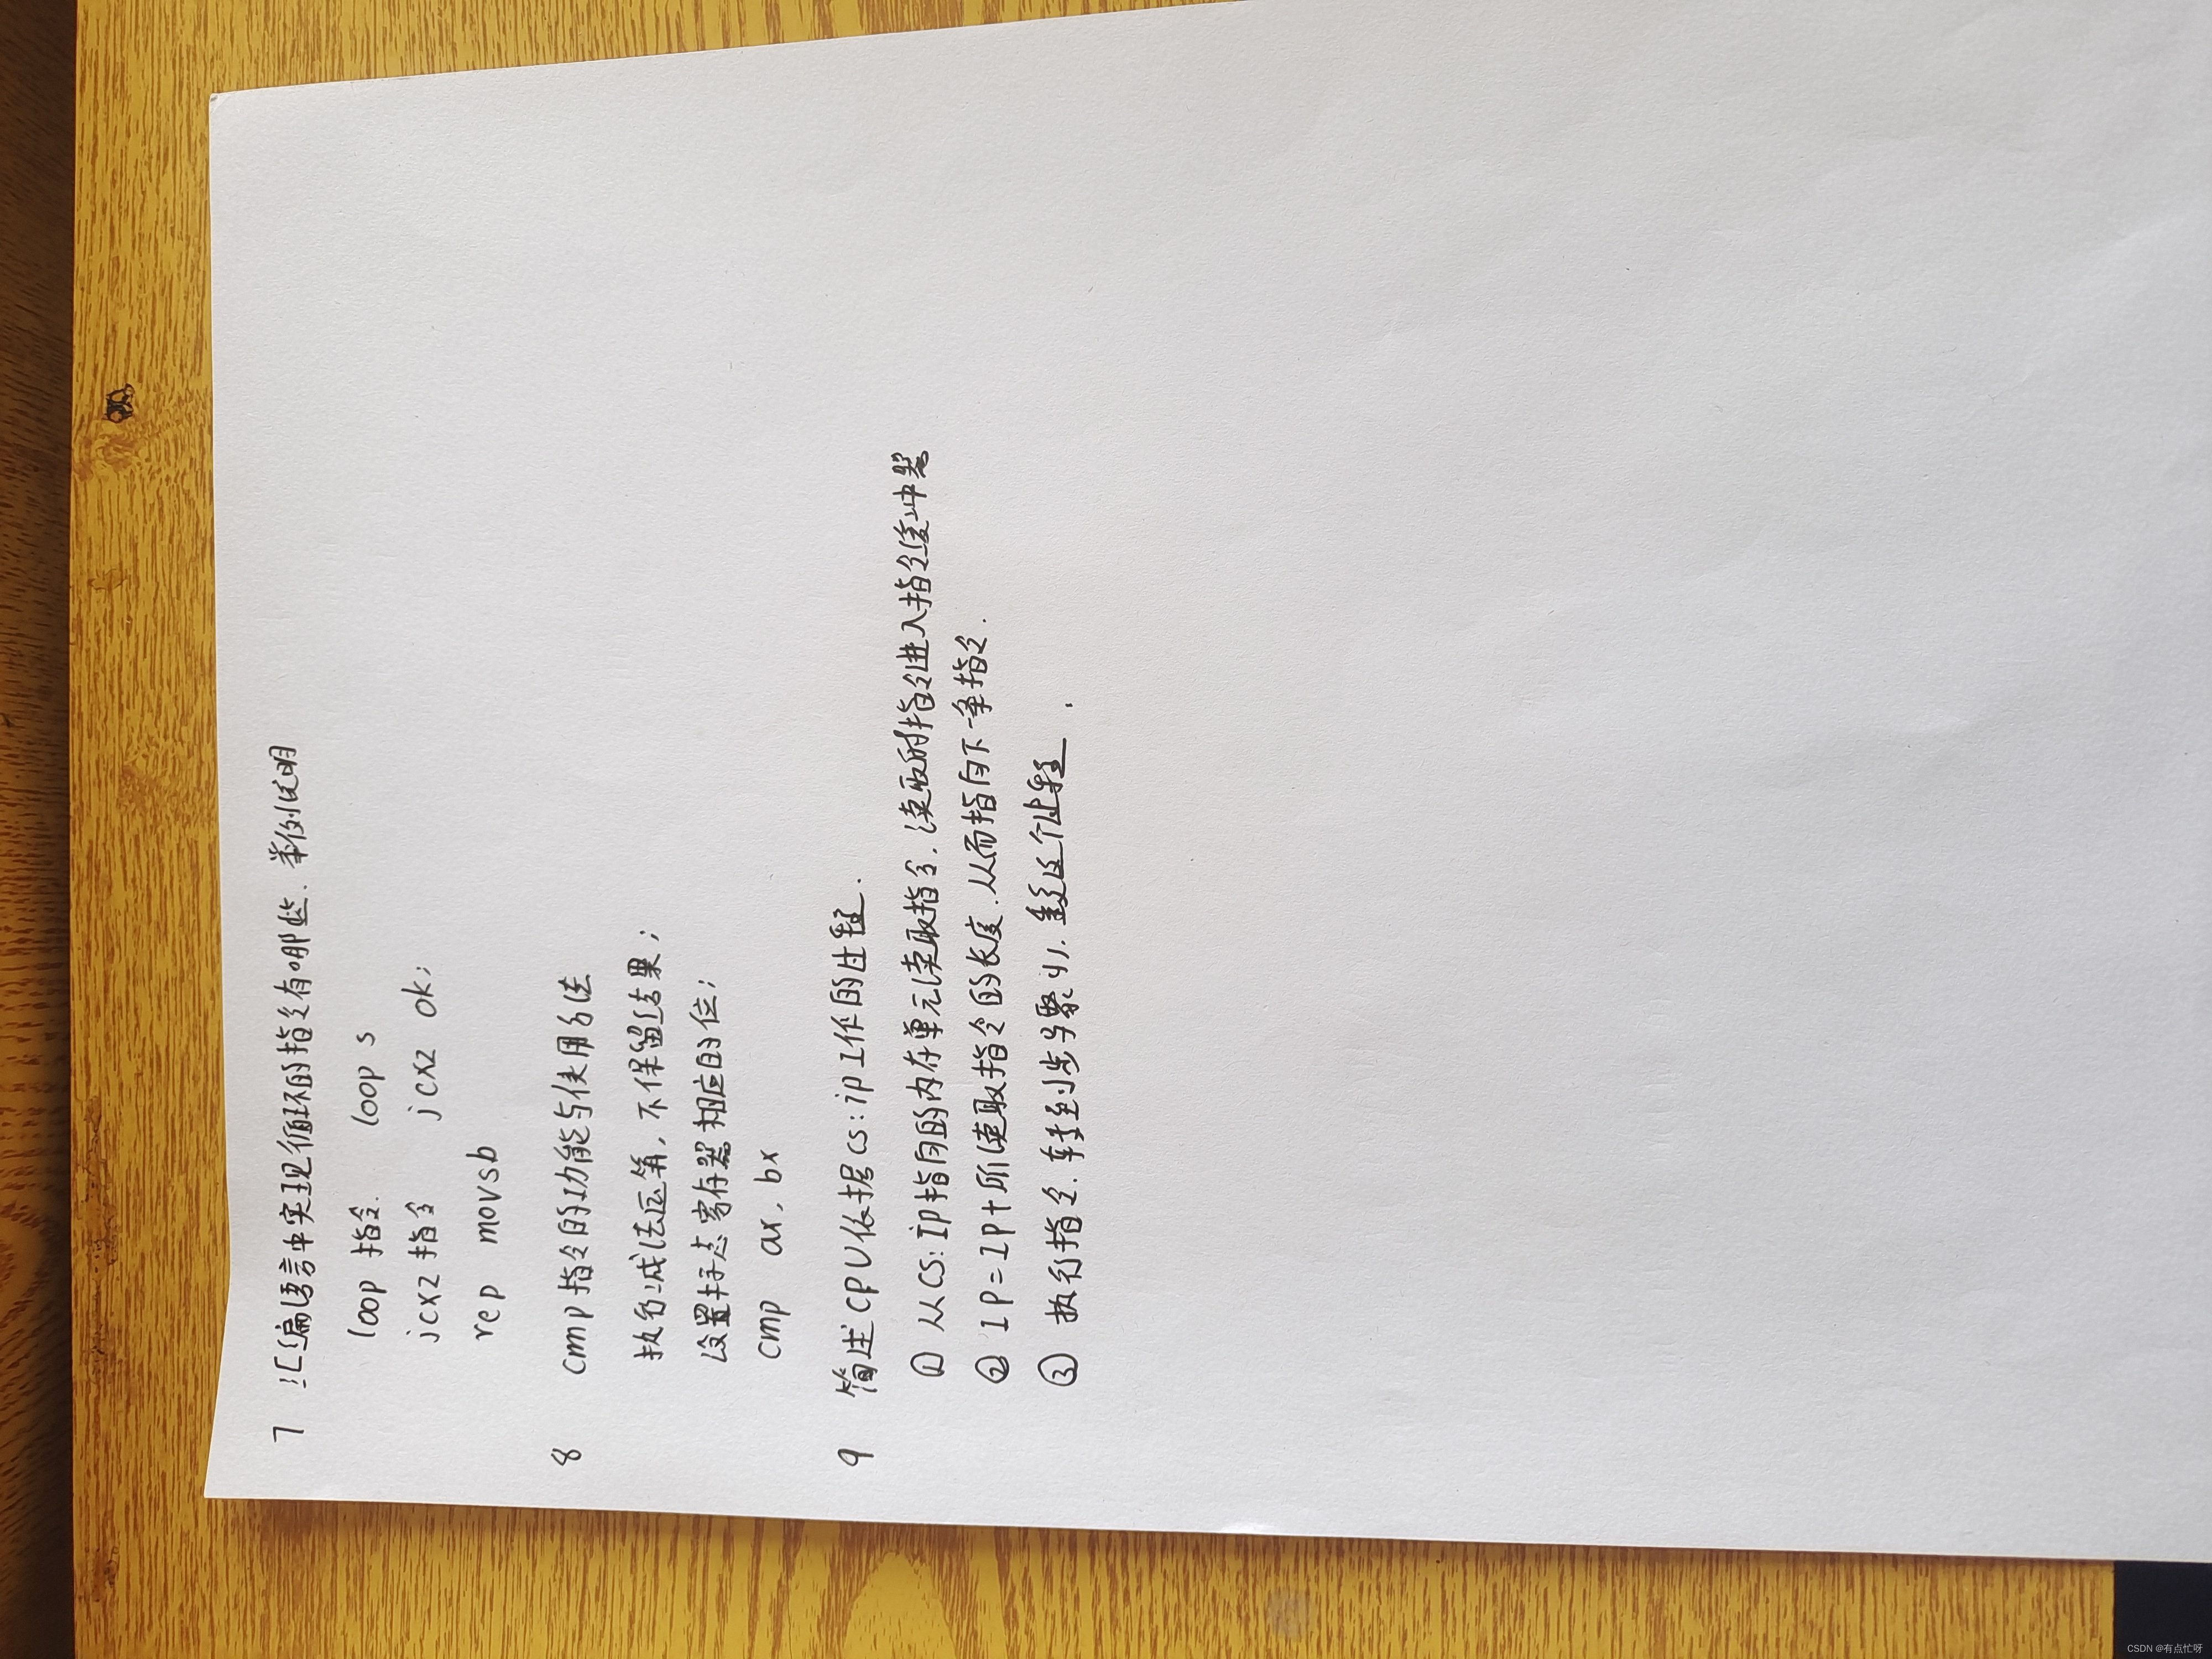 7 汇编语言中实现循环的指令有哪些.举例说明
loop 指令. loop s
jcxz 指令 jcxz ok;
rep movsb
8 cmp指令的功能与使用方法
执行减法运算,不保留结果;
设置标志寄存器相应的位;
cmp ax, bx
9 简述CPU依据cs:ip工作的过程.
① 从CS:IP指向的内存单元读取指令,读取的指令进入指令缓冲器
② IP=IP+所读取指令的长度.从而指向下一条指令.
③ 执行指令.转到步骤(1).重复这个过程.
CSDN @有点忙呀